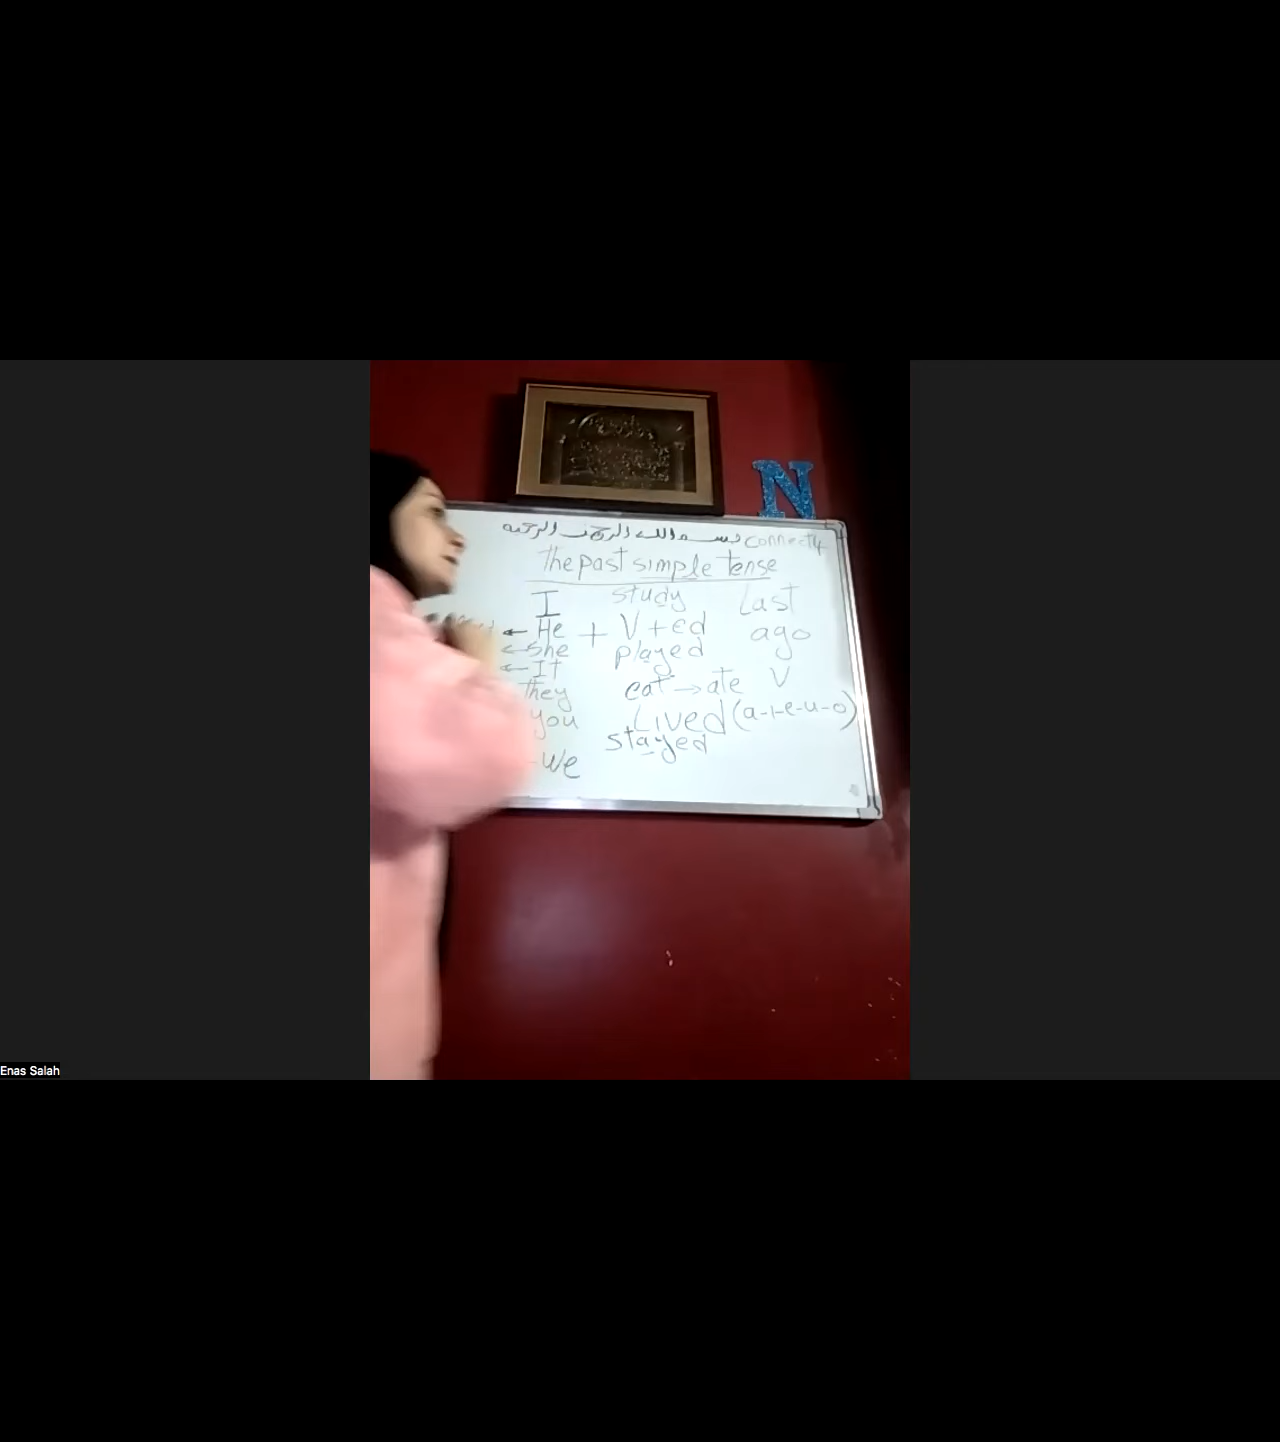 N
بسم الله الرحمن الرحيم connecty
The past simple tense
I study Last
← He + V+ed ago
← She played
← It
They eat → ate V
you Lived (a-i-e-u-o)
stayed
-We
Enas Salah